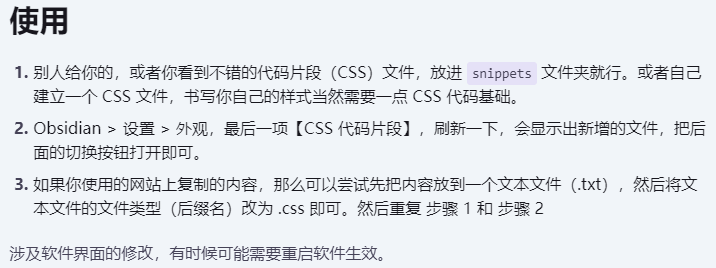 使用
1. 别人给你的，或者你看到不错的代码片段（CSS）文件，放进 snippets 文件夹就行。或者自己
建立一个 CSS 文件，书写你自己的样式当然需要一点 CSS 代码基础。
2. Obsidian > 设置 > 外观，最后一项【CSS 代码片段】，刷新一下，会显示出新增的文件，把后
面的切换按钮打开即可。
3. 如果你使用的网站上复制的内容，那么可以尝试先把内容放到一个文本文件（.txt），然后将文
本文件的文件类型（后缀名）改为 .css 即可。然后重复 步骤 1 和 步骤 2
涉及软件界面的修改，有时候可能需要重启软件生效。